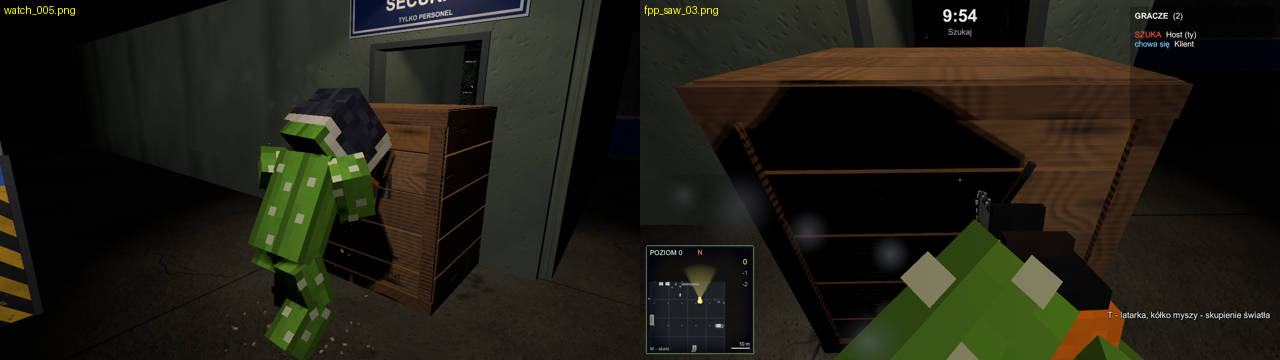 watch_005.png
TYLKO PERSONEL
fpp_saw_03.png
9:54
Szukaj
GRACZE (2)
SZUKA Host (ty)
chowa się Klient
POZIOM 0
N
0
-1
-2
M - skala
10 m
T - latarka, kółko myszy - skupienie światła